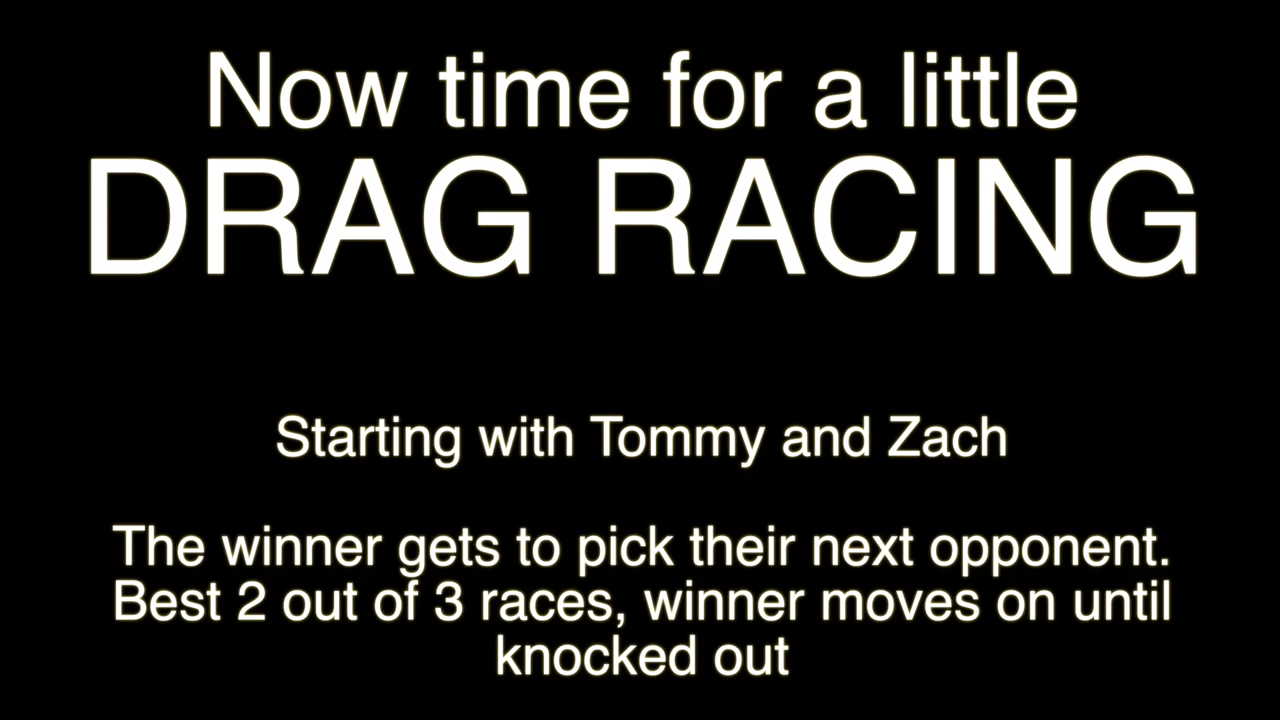 Now time for a little
DRAG RACING
Starting with Tommy and Zach
The winner gets to pick their next opponent.
Best 2 out of 3 races, winner moves on until
knocked out